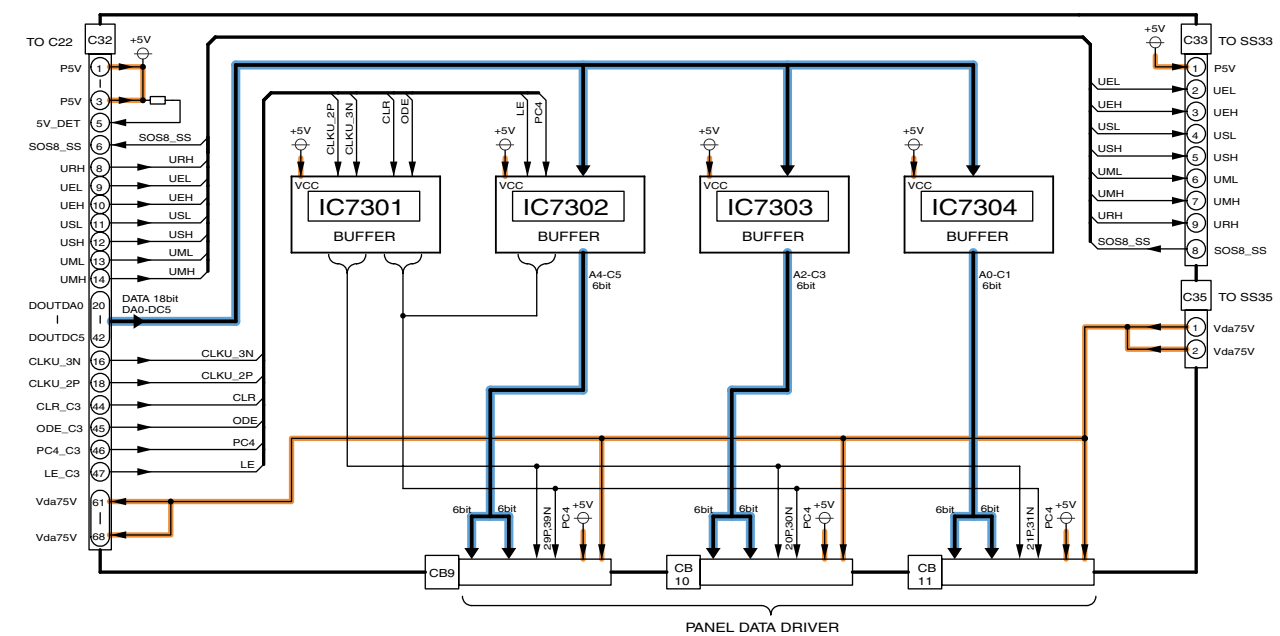 TO C22
C32
+5V
P5V
1
P5V
3
5V_DET
5
SOS8_SS
6
SOS8_SS
URH
8
URH
UEL
9
UEL
UEH
10
UEH
USL
11
USL
USH
12
USH
UML
13
UML
UMH
14
UMH
DOUTDA0
20
DATA 18bit
DA0-DC5
DOUTDC5
42
CLKU_3N
16
CLKU_3N
CLKU_2P
18
CLKU_2P
CLR_C3
44
CLR
ODE_C3
45
ODE
PC4_C3
46
PC4
LE_C3
47
LE
Vda75V
61
Vda75V
68
+5V
CLKU_2P
CLKU_3N
CLR
ODE
VCC
IC7301
BUFFER
+5V
LE
PC4
VCC
IC7302
BUFFER
A4-C5
6bit
+5V
VCC
IC7303
BUFFER
A2-C3
6bit
+5V
VCC
IC7304
BUFFER
A0-C1
6bit
+5V
C33
TO SS33
1
P5V
UEL
2
UEL
UEH
3
UEH
USL
4
USL
USH
5
USH
UML
6
UML
UMH
7
UMH
URH
9
URH
SOS8_SS
8
SOS8_SS
C35
TO SS35
1
Vda75V
2
Vda75V
6bit
6bit
29P,39N
PC4
+5V
CB9
6bit
6bit
20P,30N
PC4
+5V
CB
10
6bit
6bit
21P,31N
PC4
+5V
CB
11
PANEL DATA DRIVER